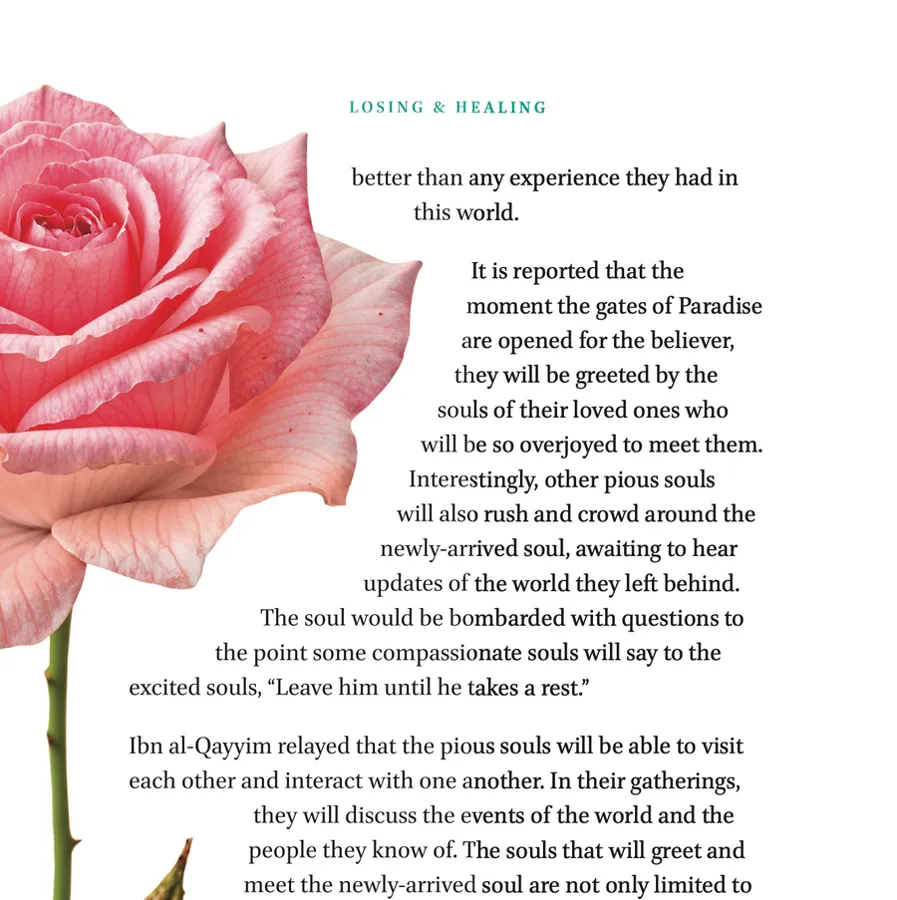 LOSING & HEALING
better than any experience they had in
this world.
It is reported that the
moment the gates of Paradise
are opened for the believer,
they will be greeted by the
souls of their loved ones who
will be so overjoyed to meet them.
Interestingly, other pious souls
will also rush and crowd around the
newly-arrived soul, awaiting to hear
updates of the world they left behind.
The soul would be bombarded with questions to
the point some compassionate souls will say to the
excited souls, “Leave him until he takes a rest.”
Ibn al-Qayyim relayed that the pious souls will be able to visit
each other and interact with one another. In their gatherings,
they will discuss the events of the world and the
people they know of. The souls that will greet and
meet the newly-arrived soul are not only limited to